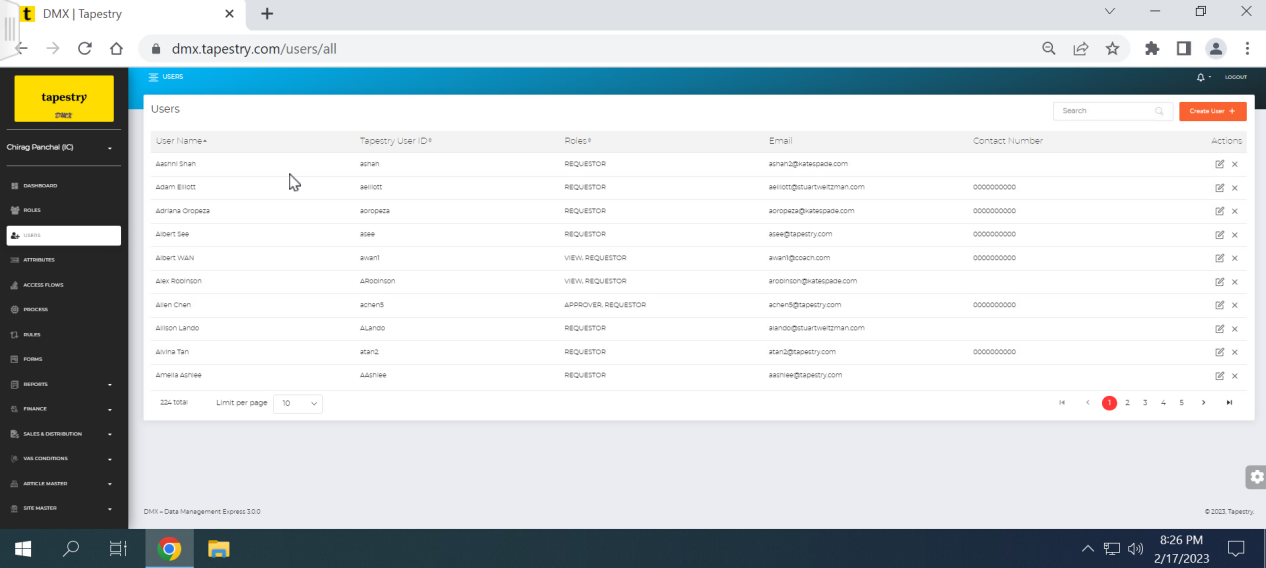 DMX | Tapestry
dmx.tapestry.com/users/all
tapestry
DMX
USERS
LOGOUT
Chirag Panchal (IC)
DASHBOARD
ROLES
USERS
ATTRIBUTES
ACCESS FLOWS
PROCESS
RULES
FORMS
REPORTS
FINANCE
SALES & DISTRIBUTION
VAS CONDITIONS
ARTICLE MASTER
SITE MASTER
Users
Search
Create User +
User Name Tapestry User ID Roles Email Contact Number Actions
Aashni Shah ashah REQUESTOR ashah2@katespade.com
Adam Elliott aelliott REQUESTOR aelliott@stuartweitzman.com 0000000000
Adriana Oropeza aoropeza REQUESTOR aoropeza@katespade.com 0000000000
Albert See asee REQUESTOR asee@tapestry.com 0000000000
Albert WAN awan1 VIEW, REQUESTOR awan1@coach.com 0000000000
Alex Robinson ARobinson VIEW, REQUESTOR arobinson@katespade.com
Allen Chen achen5 APPROVER, REQUESTOR achen5@tapestry.com 0000000000
Allison Lando ALando REQUESTOR alando@stuartweitzman.com
Alvina Tan atan2 REQUESTOR atan2@tapestry.com 0000000000
Amelia Ashlee AAshlee REQUESTOR aashlee@tapestry.com
224 total Limit per page 10 1 2 3 4 5
DMX - Data Management Express 3.0.0
© 2023, Tapestry.
8:26 PM
2/17/2023